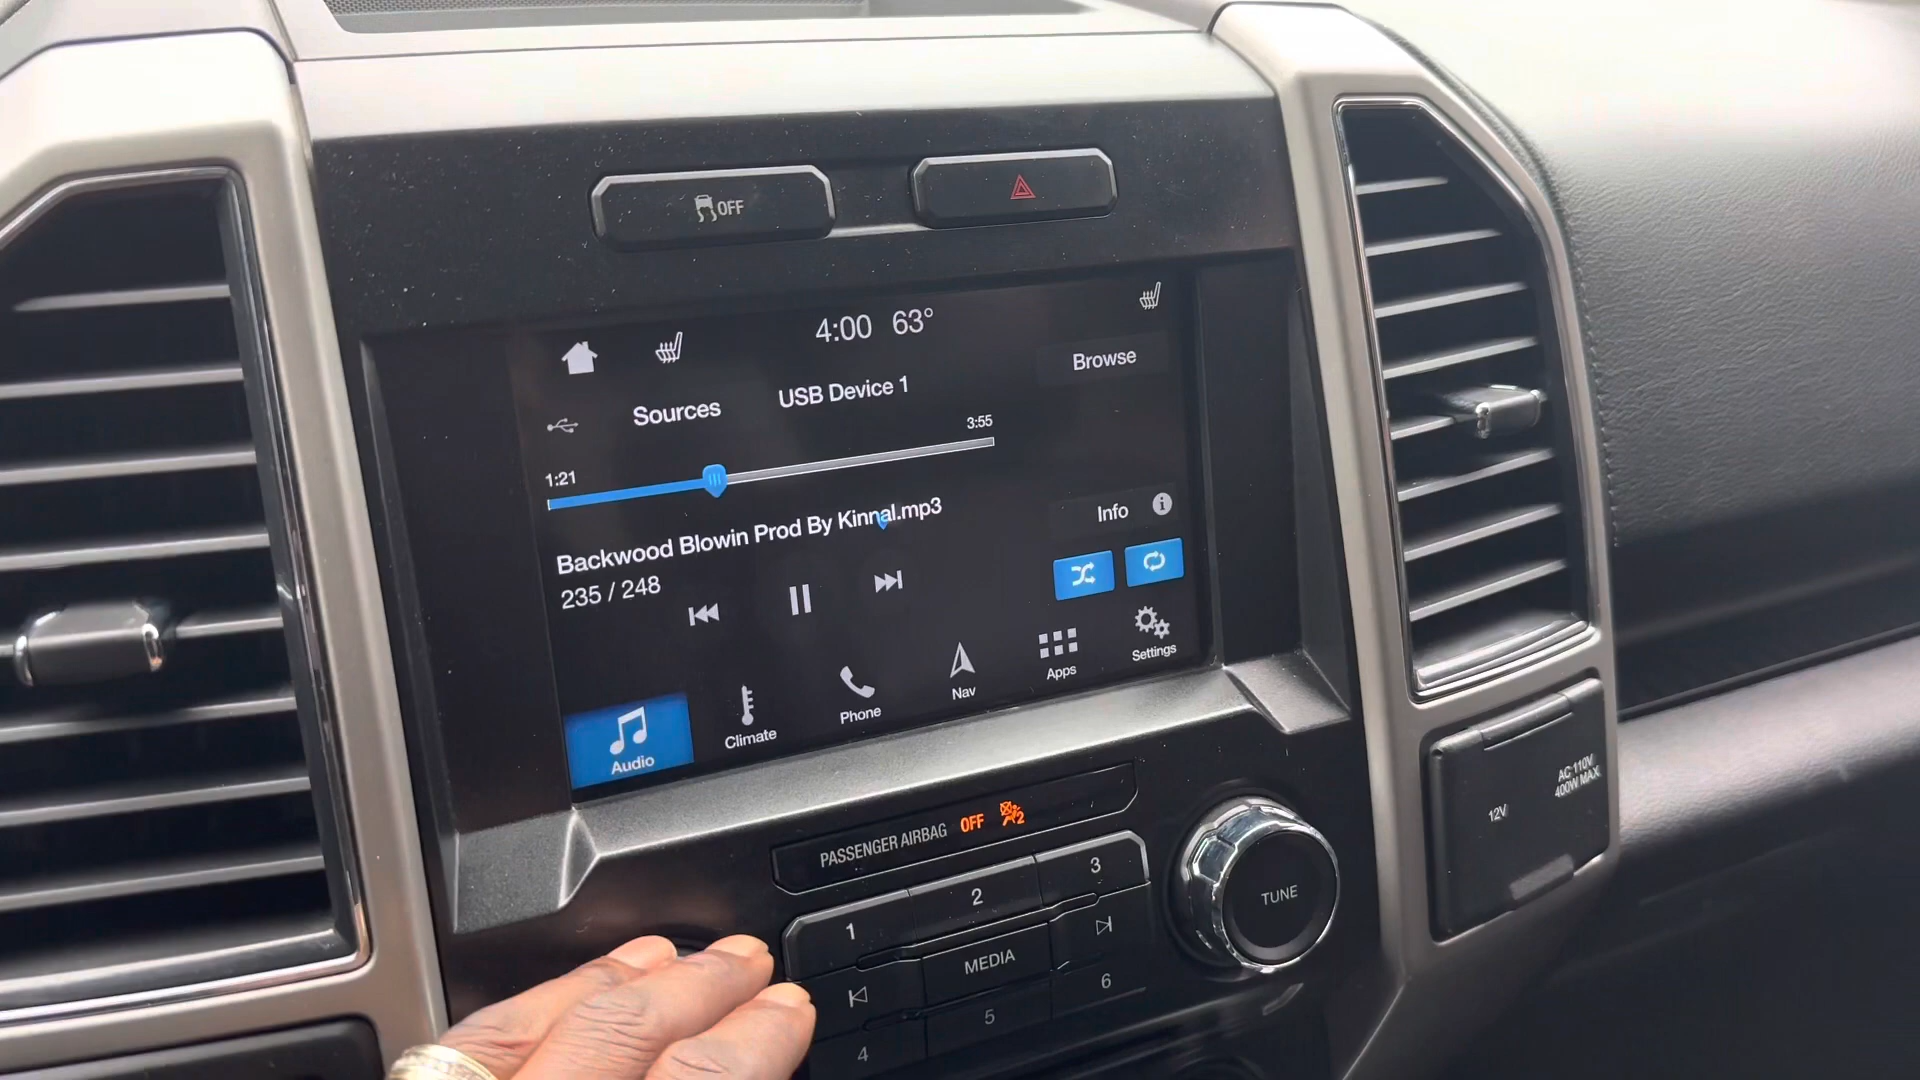 OFF
4:00 63°
Browse
Sources
USB Device 1
3:55
1:21
Backwood Blowin Prod By Kinnal.mp3
Info
235 / 248
Audio
Climate
Phone
Nav
Apps
Settings
PASSENGER AIRBAG OFF 2
1
2
3
MEDIA
4
5
6
TUNE
12V
AC 110V
400W MAX